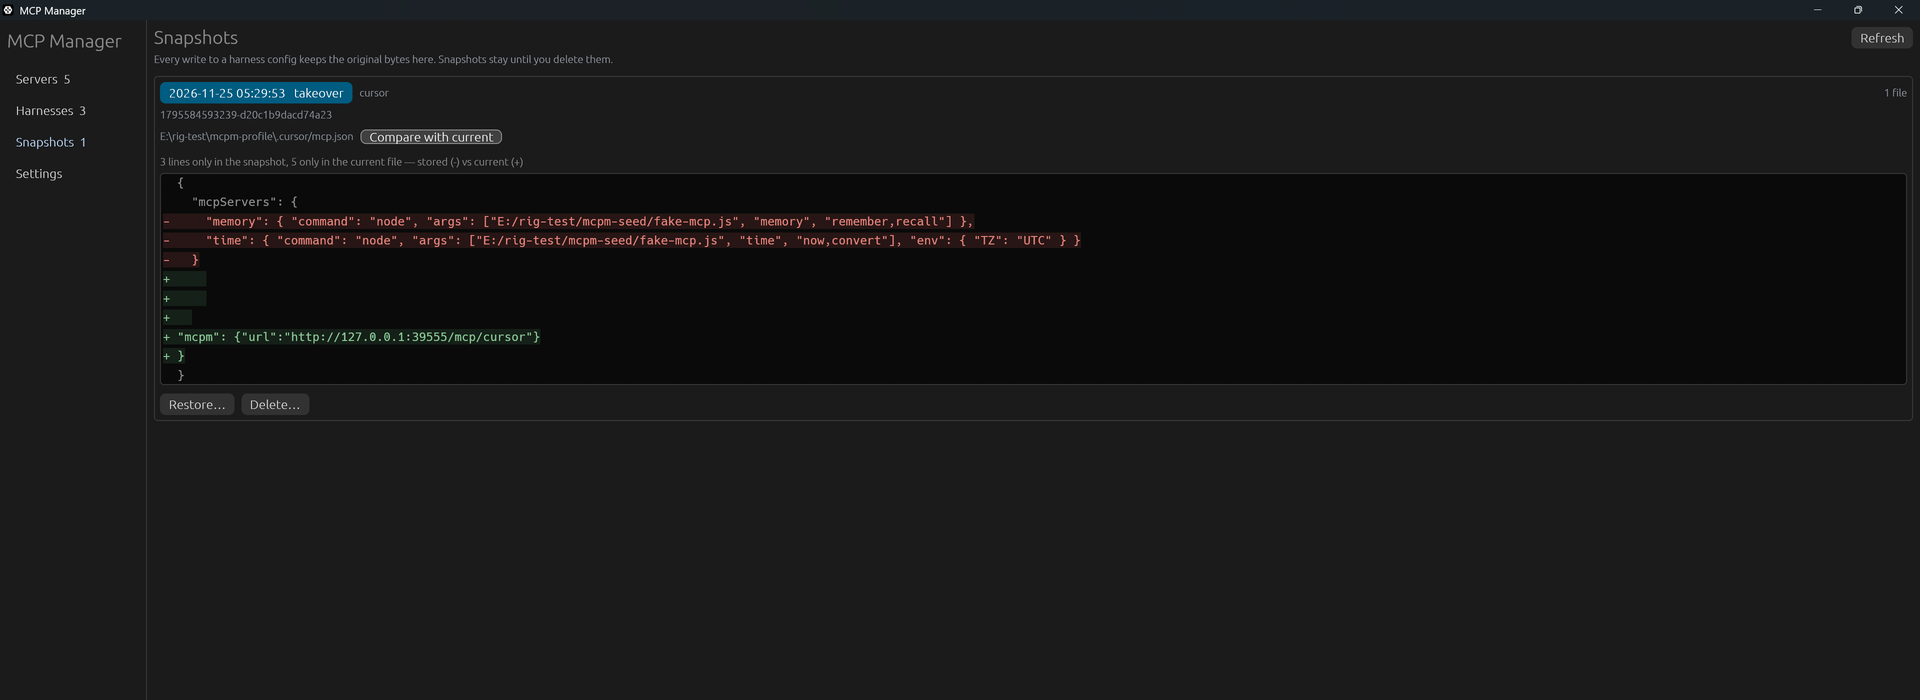 MCP Manager
MCP Manager
Servers 5
Harnesses 3
Snapshots 1
Settings
Snapshots
Refresh
Every write to a harness config keeps the original bytes here. Snapshots stay until you delete them.
2026-11-25 05:29:53 takeover cursor 1 file
1795584593239-d20c1b9dacd74a23
E:\rig-test\mcpm-profile\.cursor/mcp.json Compare with current
3 lines only in the snapshot, 5 only in the current file — stored (-) vs current (+)
{
"mcpServers": {
- "memory": { "command": "node", "args": ["E:/rig-test/mcpm-seed/fake-mcp.js", "memory", "remember,recall"] },
- "time": { "command": "node", "args": ["E:/rig-test/mcpm-seed/fake-mcp.js", "time", "now,convert"], "env": { "TZ": "UTC" } }
- }
+
+
+
+ "mcpm": {"url":"http://127.0.0.1:39555/mcp/cursor"}
+ }
}
Restore... Delete...